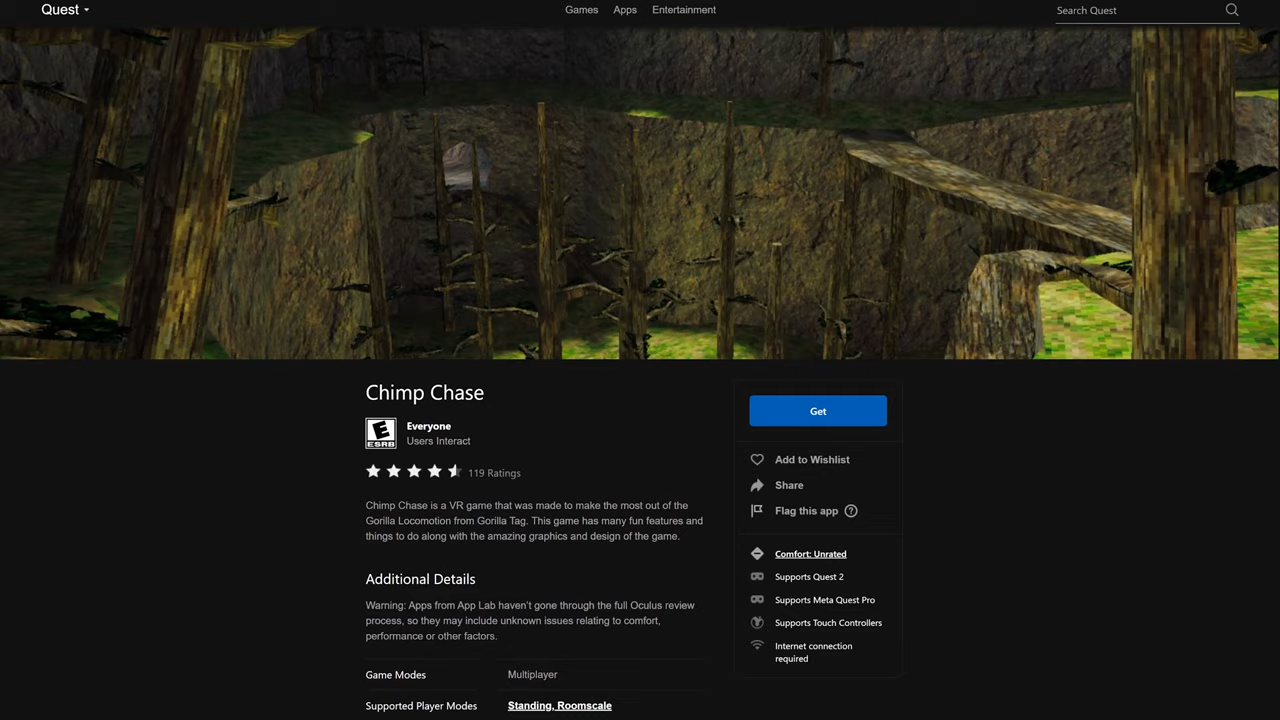 Quest
Games Apps Entertainment
Search Quest
Chimp Chase
E
ESRB
Everyone
Users Interact
119 Ratings
Chimp Chase is a VR game that was made to make the most out of the
Gorilla Locomotion from Gorilla Tag. This game has many fun features and
things to do along with the amazing graphics and design of the game.
Additional Details
Warning: Apps from App Lab haven't gone through the full Oculus review
process, so they may include unknown issues relating to comfort,
performance or other factors.
Game Modes Multiplayer
Supported Player Modes Standing, Roomscale
Get
Add to Wishlist
Share
Flag this app ?
Comfort: Unrated
Supports Quest 2
Supports Meta Quest Pro
Supports Touch Controllers
Internet connection
required